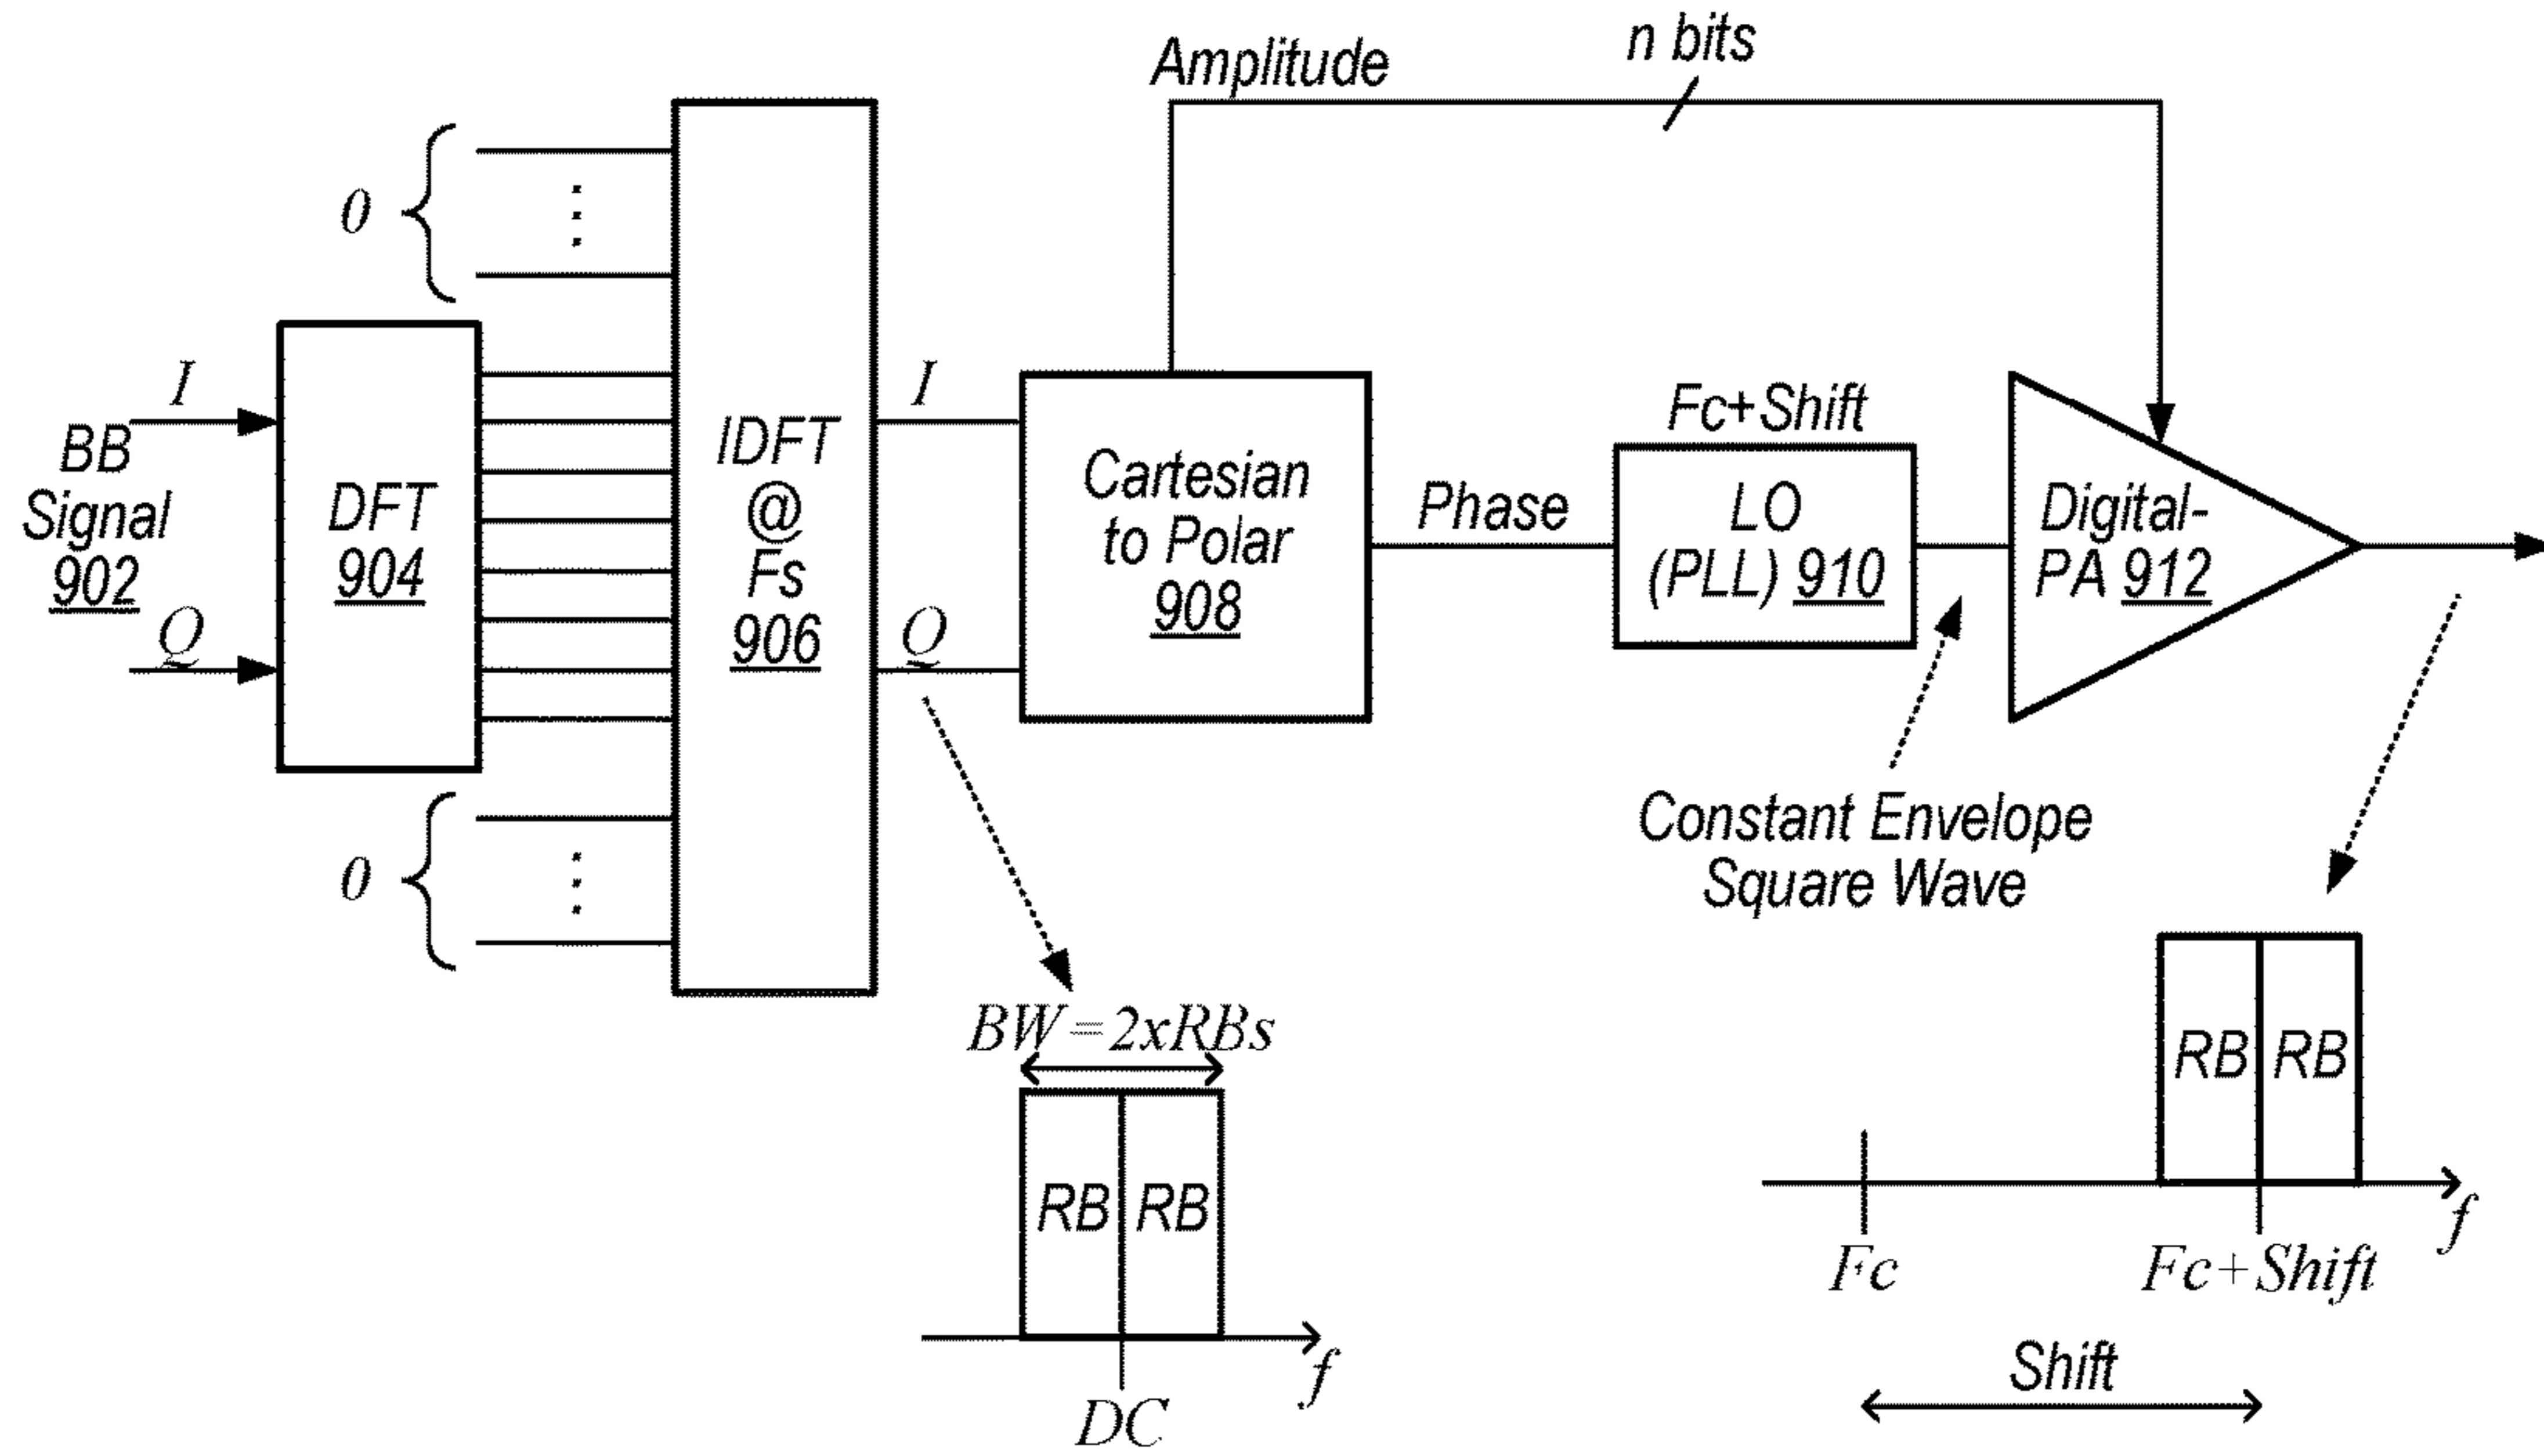 Amplitude
n bits
0
I
BB
Signal
902
Q
DFT
904
0
IDFT
@
Fs
906
I
Q
Cartesian
to Polar
908
Phase
Fc+Shift
LO
(PLL) 910
Digital-
PA 912
Constant Envelope
Square Wave
BW=2xRBs
RB RB
f
DC
RB RB
f
Fc
Fc+Shift
Shift